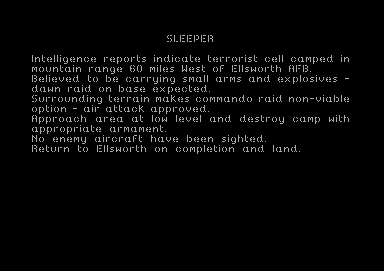 SLEEPER
Intelligence reports indicate terrorist cell camped in
mountain range 60 miles West of Ellsworth AFB.
Believed to be carrying small arms and explosives -
dawn raid on base expected.
Surrounding terrain makes commando raid non-viable
option - air attack approved.
Approach area at low level and destroy camp with
appropriate armament.
No enemy aircraft have been sighted.
Return to Ellsworth on completion and land.